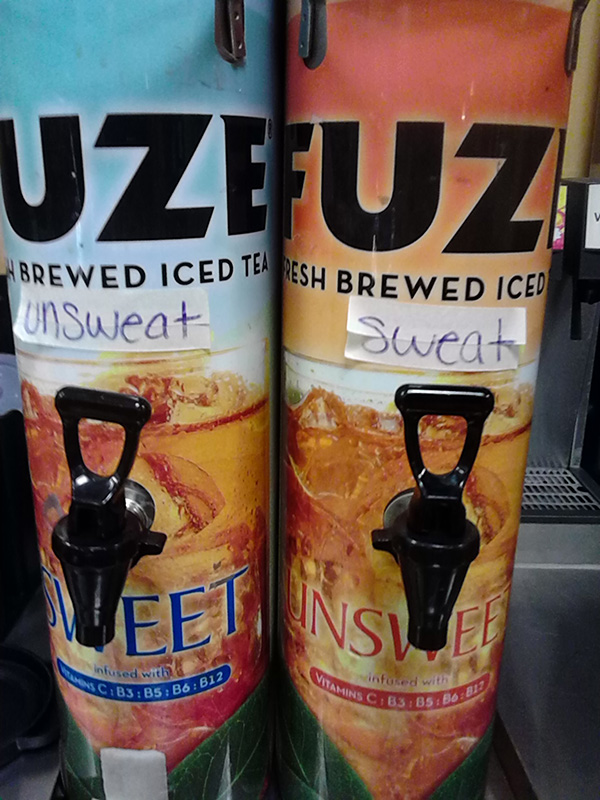 UZE®
H BREWED ICED TEA
unsweat
SWEET
infused with
VITAMINS C : B3 : B5 : B6 : B12
FUZ
RESH BREWED ICED
sweat
UNSWEE
infused with
VITAMINS C : B3 : B5 : B6 : B12